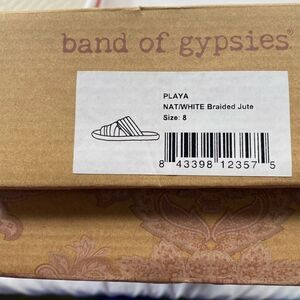 band of gypsies®
PLAYA
NAT/WHITE Braided Jute
Size: 8
8 43398 12357 5